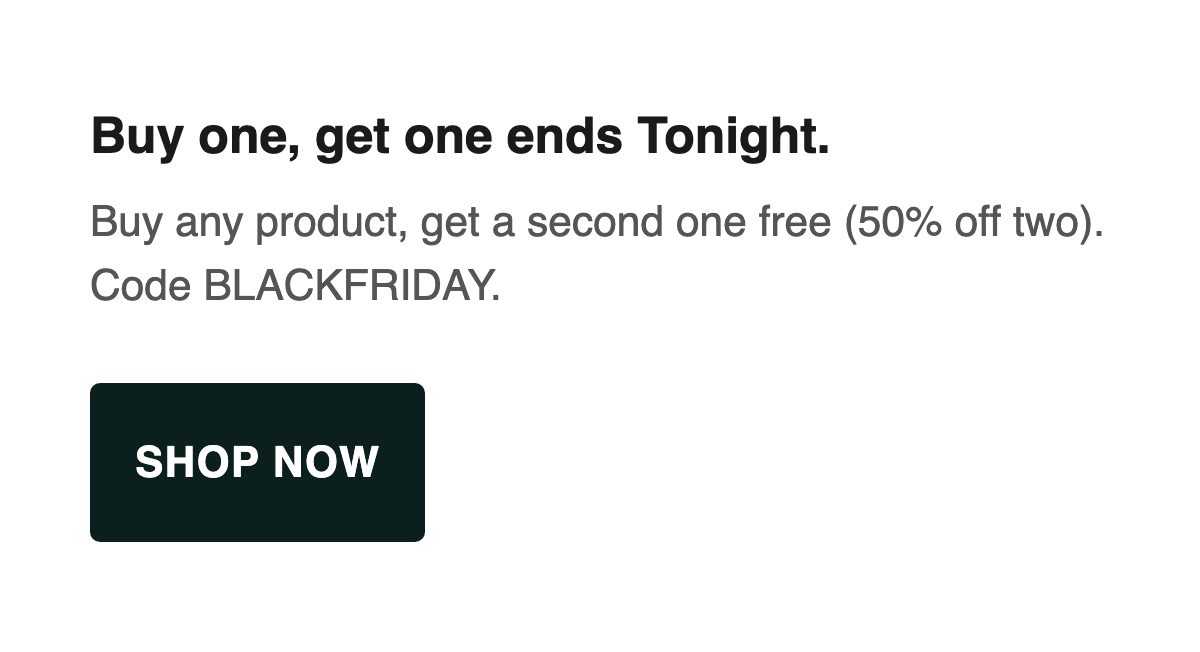 Buy one, get one ends Tonight.
Buy any product, get a second one free (50% off two).
Code BLACKFRIDAY.
SHOP NOW